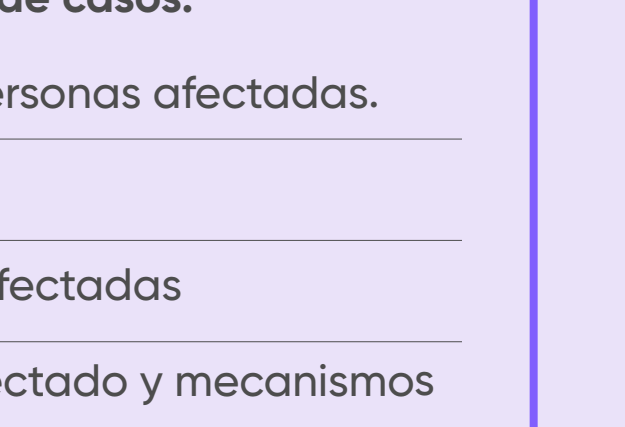 de casos.
ersonas afectadas.
fectadas
ectado y mecanismos